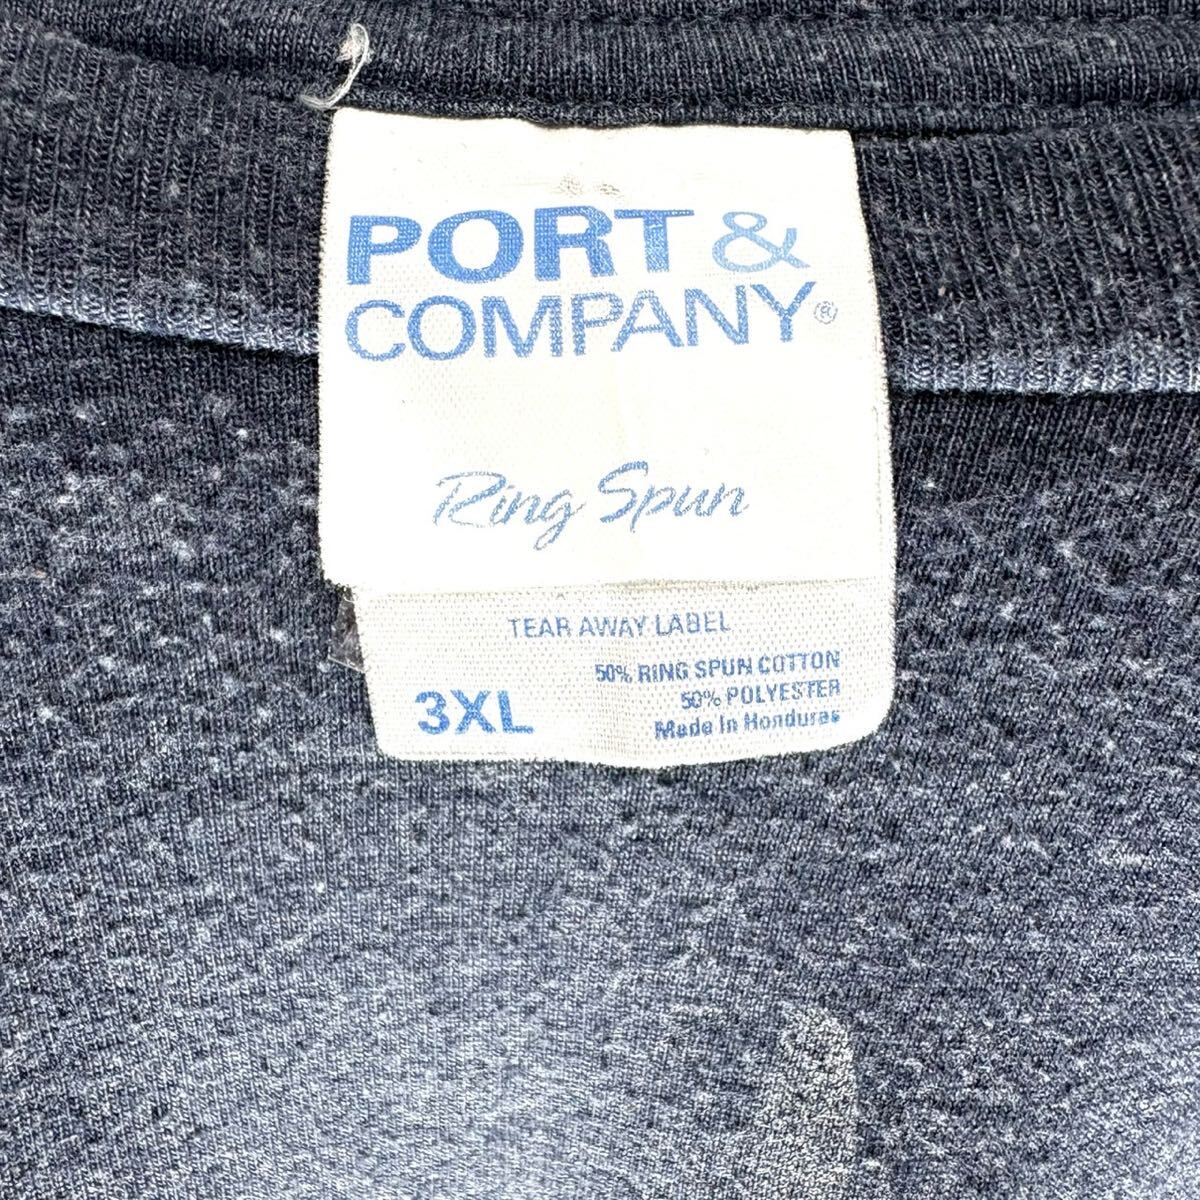 PORT &
COMPANY®
Ring Spun
TEAR AWAY LABEL
50% RING SPUN COTTON
50% POLYESTER
3XL
Made In Honduras